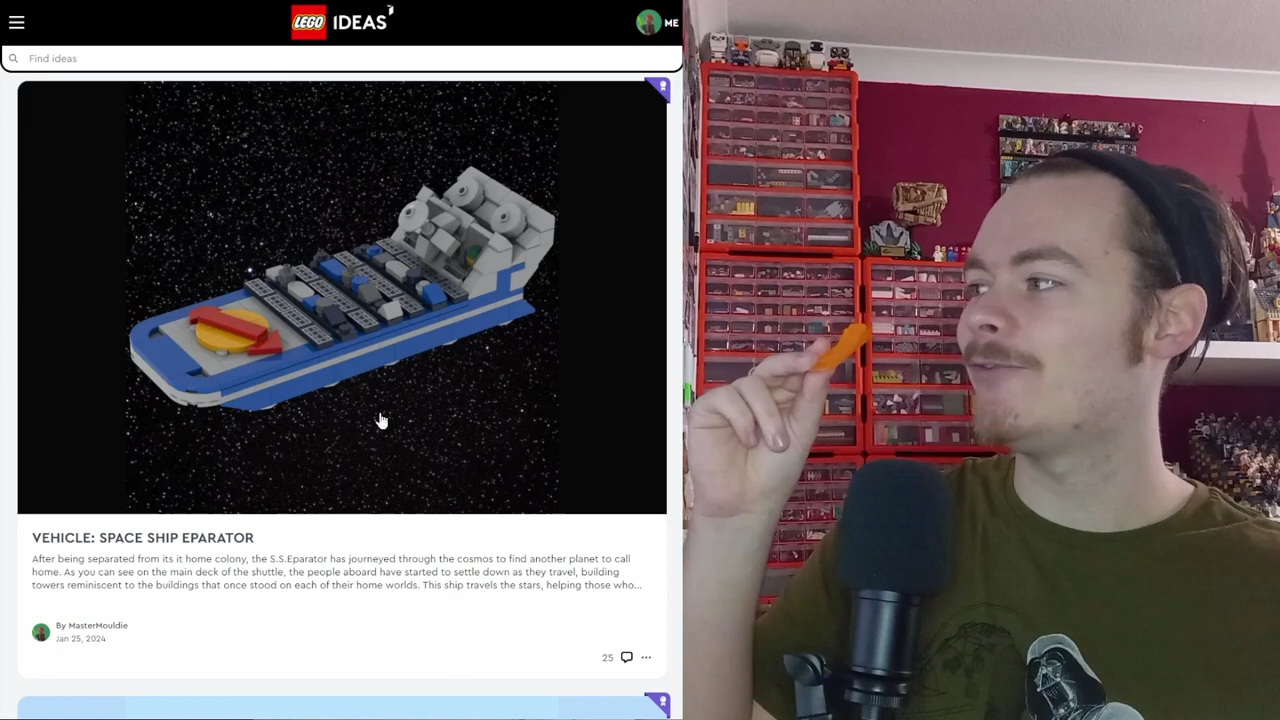 LEGO IDEAS
ME
Find ideas
VEHICLE: SPACE SHIP EPARATOR
After being separated from its it home colony, the S.S.Eparator has journeyed through the cosmos to find another planet to call
home. As you can see on the main deck of the shuttle, the people aboard have started to settle down as they travel, building
towers reminiscent to the buildings that once stood on each of their home worlds. This ship travels the stars, helping those who...
By MasterMouldie
Jan 25, 2024
25